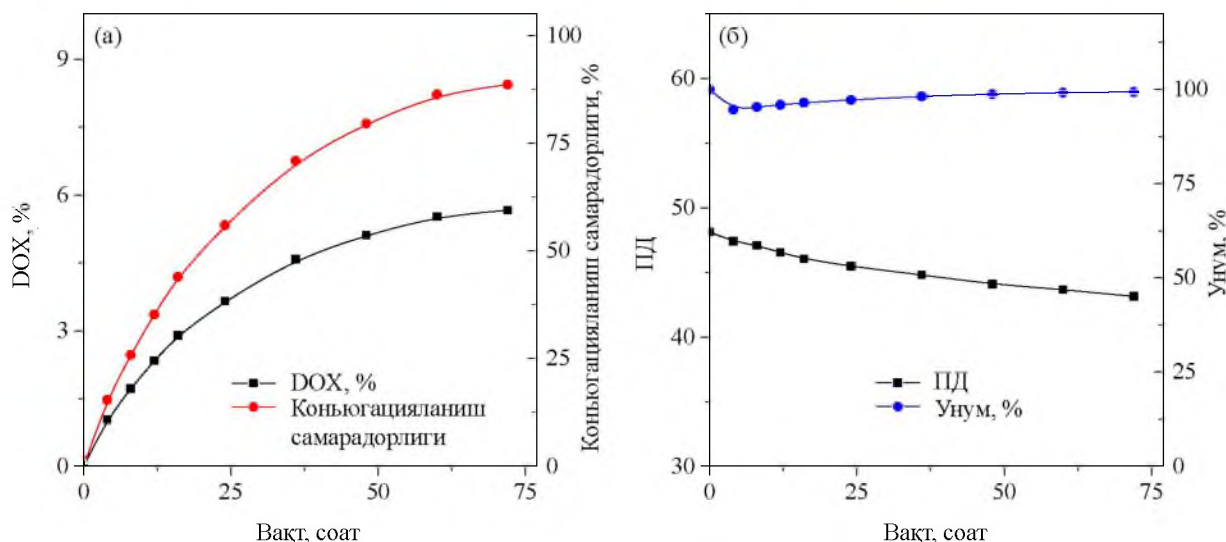 (а)
9
6
3
0
DOX, %
100
75
50
25
0
Коньюгацияланиш самарадорлиги, %
DOX, %
Коньюгацияланиш
самарадорлиги
0
25
50
75
Вақт, соат
(б)
60
50
40
30
ПД
100
75
50
25
0
Унум, %
ПД
Унум, %
0
25
50
75
Вақт, соат